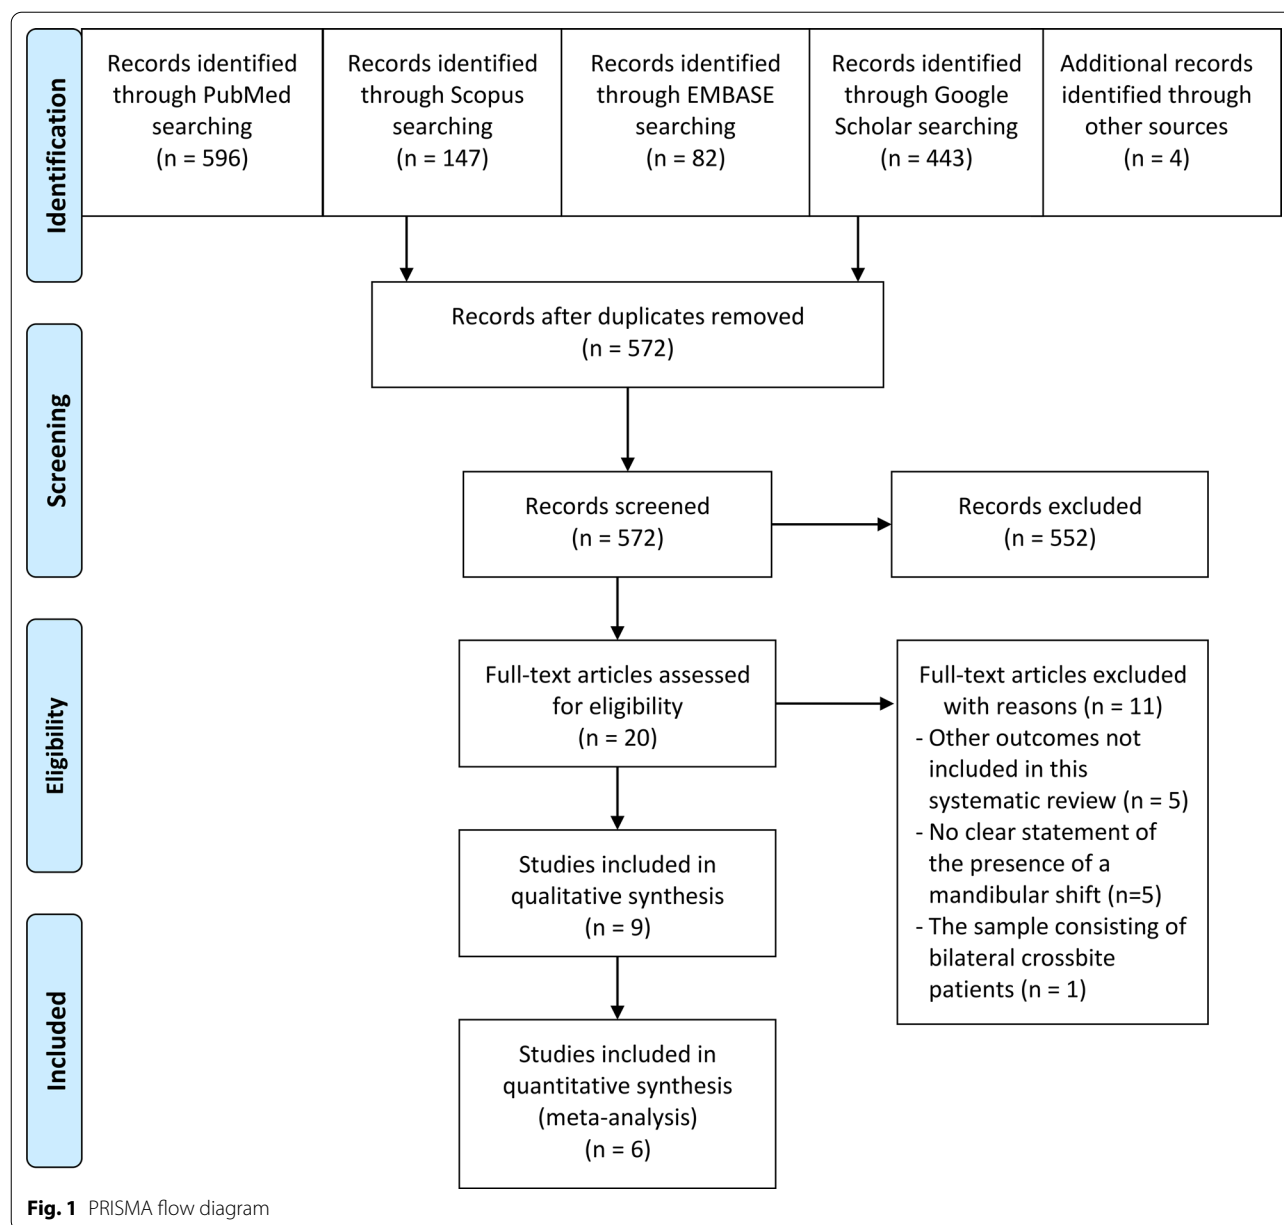 Identification
Records identified
through PubMed
searching
(n = 596)
Records identified
through Scopus
searching
(n = 147)
Records identified
through EMBASE
searching
(n = 82)
Records identified
through Google
Scholar searching
(n = 443)
Additional records
identified through
other sources
(n = 4)
Records after duplicates removed
(n = 572)
Screening
Records screened
(n = 572)
Records excluded
(n = 552)
Eligibility
Full-text articles assessed
for eligibility
(n = 20)
Full-text articles excluded
with reasons (n = 11)
- Other outcomes not
included in this
systematic review (n = 5)
- No clear statement of
the presence of a
mandibular shift (n=5)
- The sample consisting of
bilateral crossbite
patients (n = 1)
Studies included in
qualitative synthesis
(n = 9)
Included
Studies included in
quantitative synthesis
(meta-analysis)
(n = 6)
Fig. 1 PRISMA flow diagram